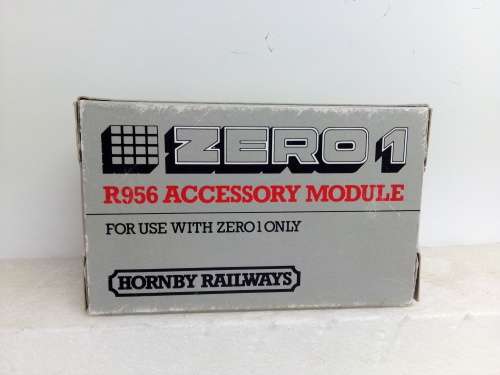 ZERO 1
R956 ACCESSORY MODULE
FOR USE WITH ZERO 1 ONLY
HORNBY RAILWAYS